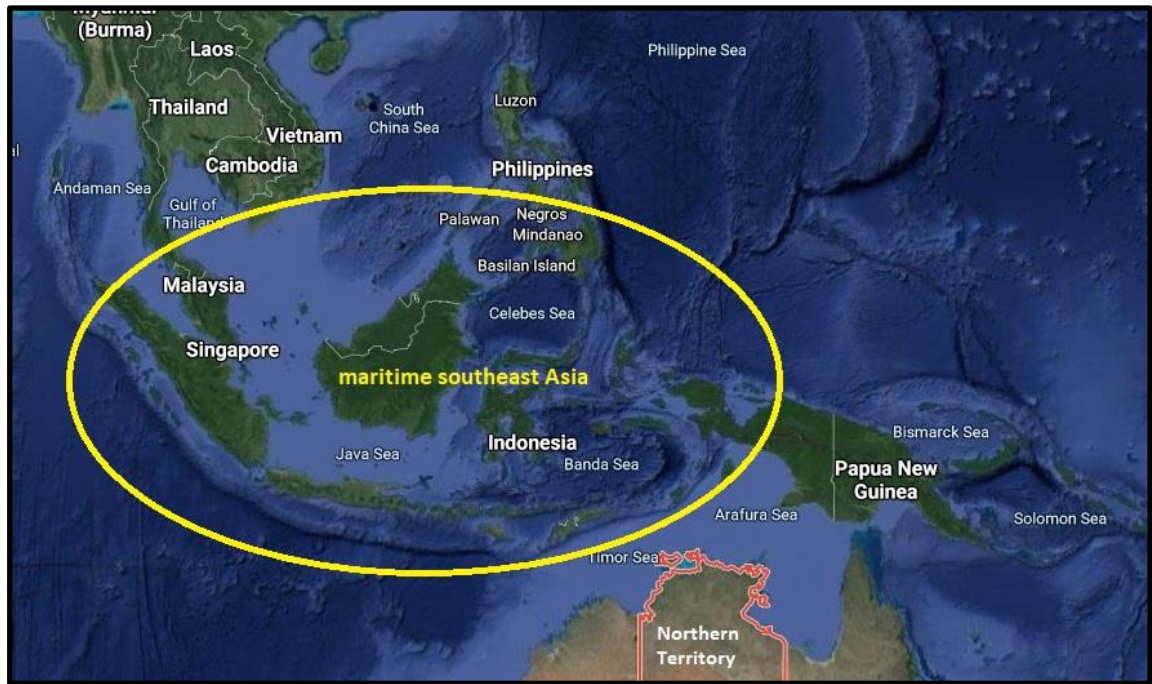 (Burma)
Laos
Philippine Sea
Thailand
Luzon
South
China Sea
Vietnam
Cambodia
Philippines
Andaman Sea
Gulf of
Thailand
Palawan
Negros
Mindanao
Basilan Island
Malaysia
Celebes Sea
Singapore
maritime southeast Asia
Indonesia
Java Sea
Banda Sea
Bismarck Sea
Papua New
Guinea
Arafura Sea
Solomon Sea
Timor Sea
Northern
Territory